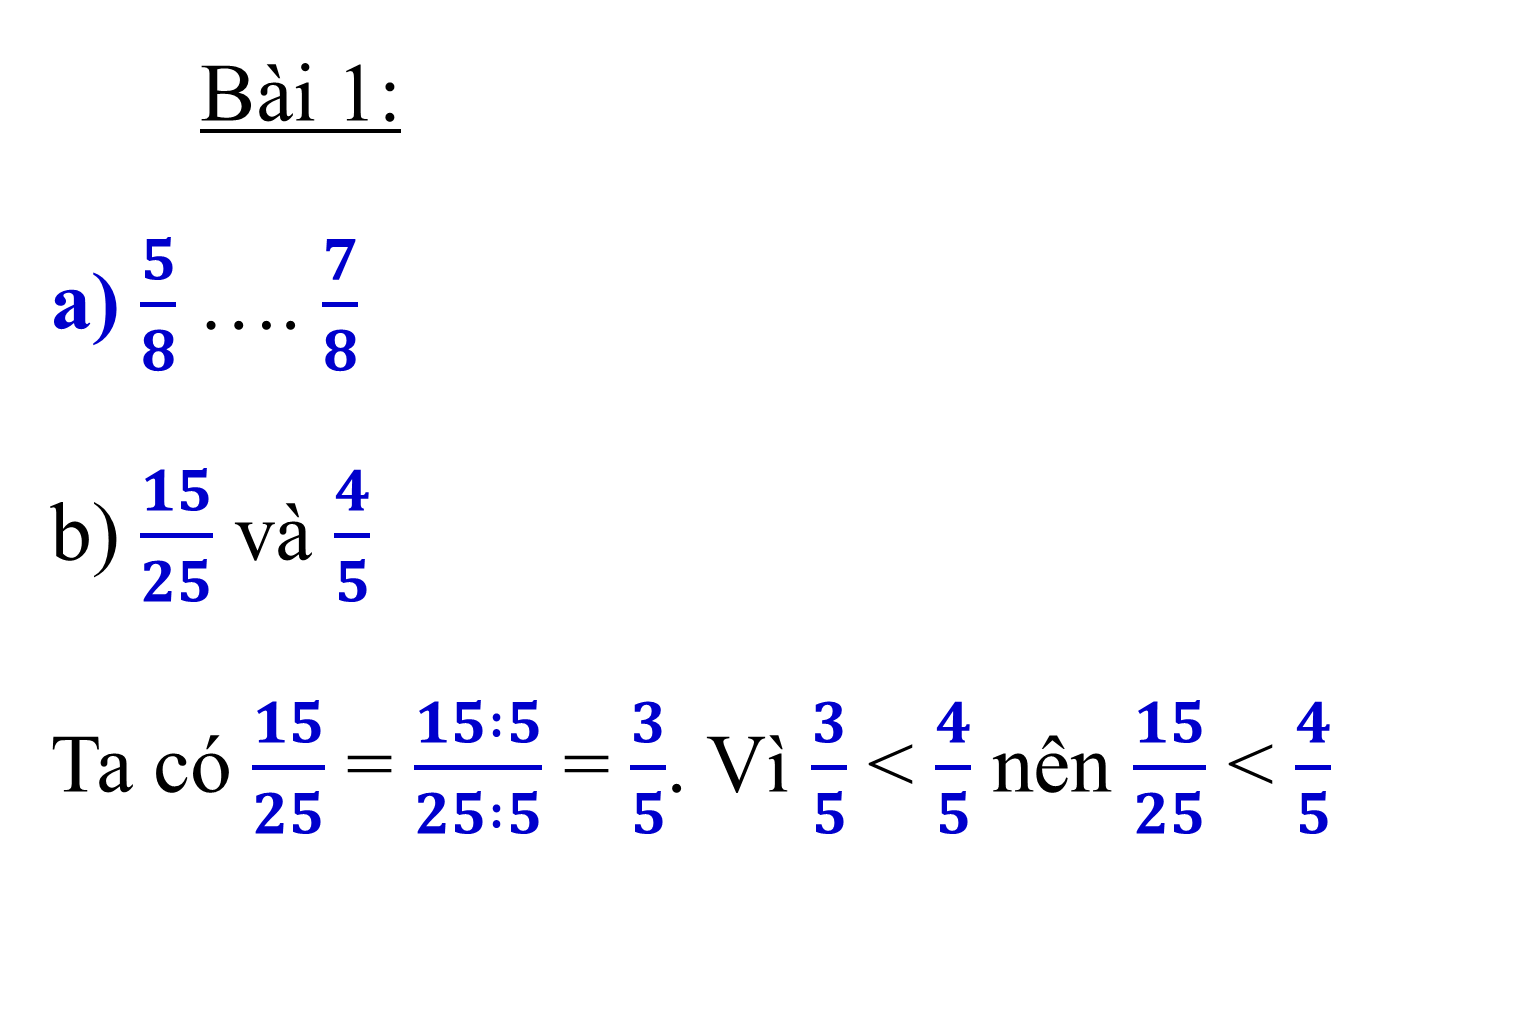 Bài 1:
a) 5/8 .... 7/8
b) 15/25 và 4/5
Ta có 15/25 = 15:5/25:5 = 3/5. Vì 3/5 < 4/5 nên 15/25 < 4/5